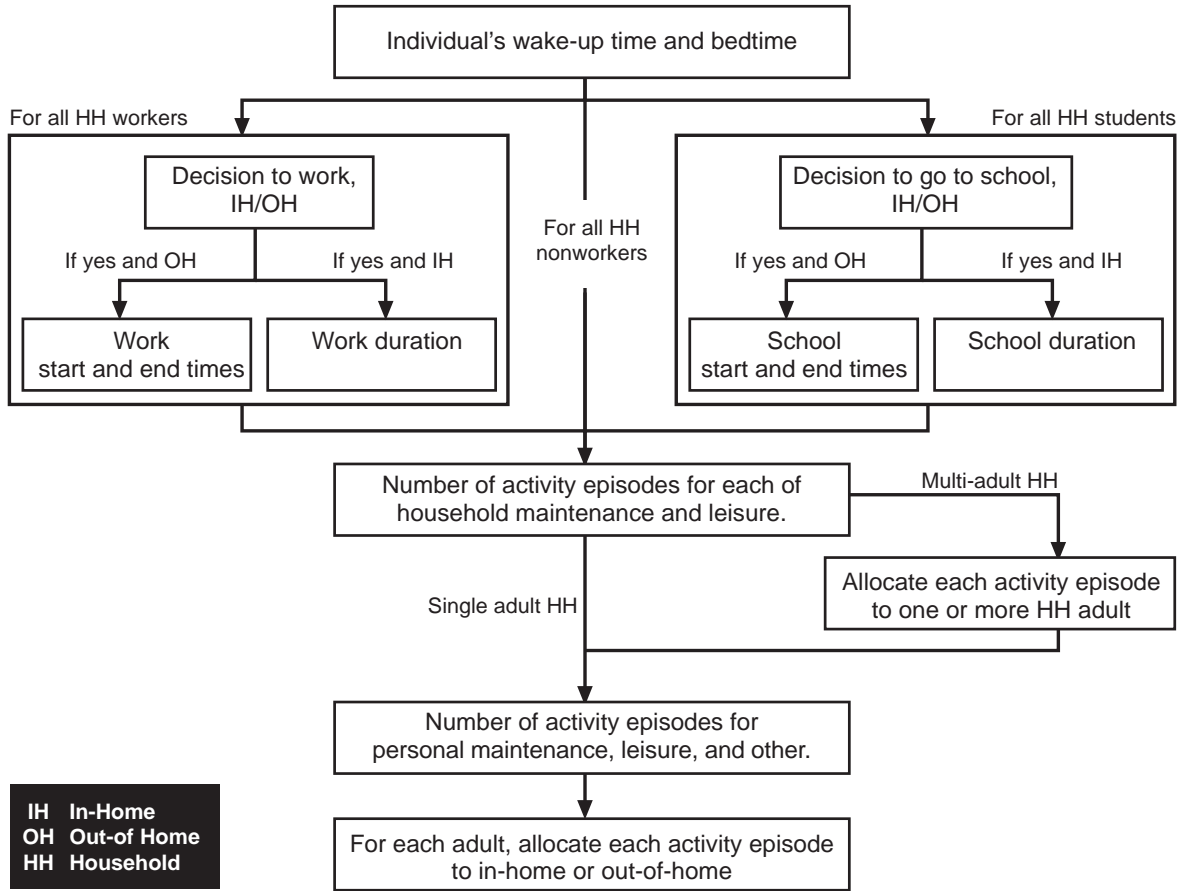 Individual’s wake-up time and bedtime
For all HH workers
For all HH students
Decision to work,
IH/OH
Decision to go to school,
IH/OH
For all HH
nonworkers
If yes and OH
If yes and IH
If yes and OH
If yes and IH
Work
start and end times
Work duration
School
start and end times
School duration
Number of activity episodes for each of
household maintenance and leisure.
Multi-adult HH
Allocate each activity episode
to one or more HH adult
Single adult HH
Number of activity episodes for
personal maintenance, leisure, and other.
IH In-Home
OH Out-of Home
HH Household
For each adult, allocate each activity episode
to in-home or out-of-home